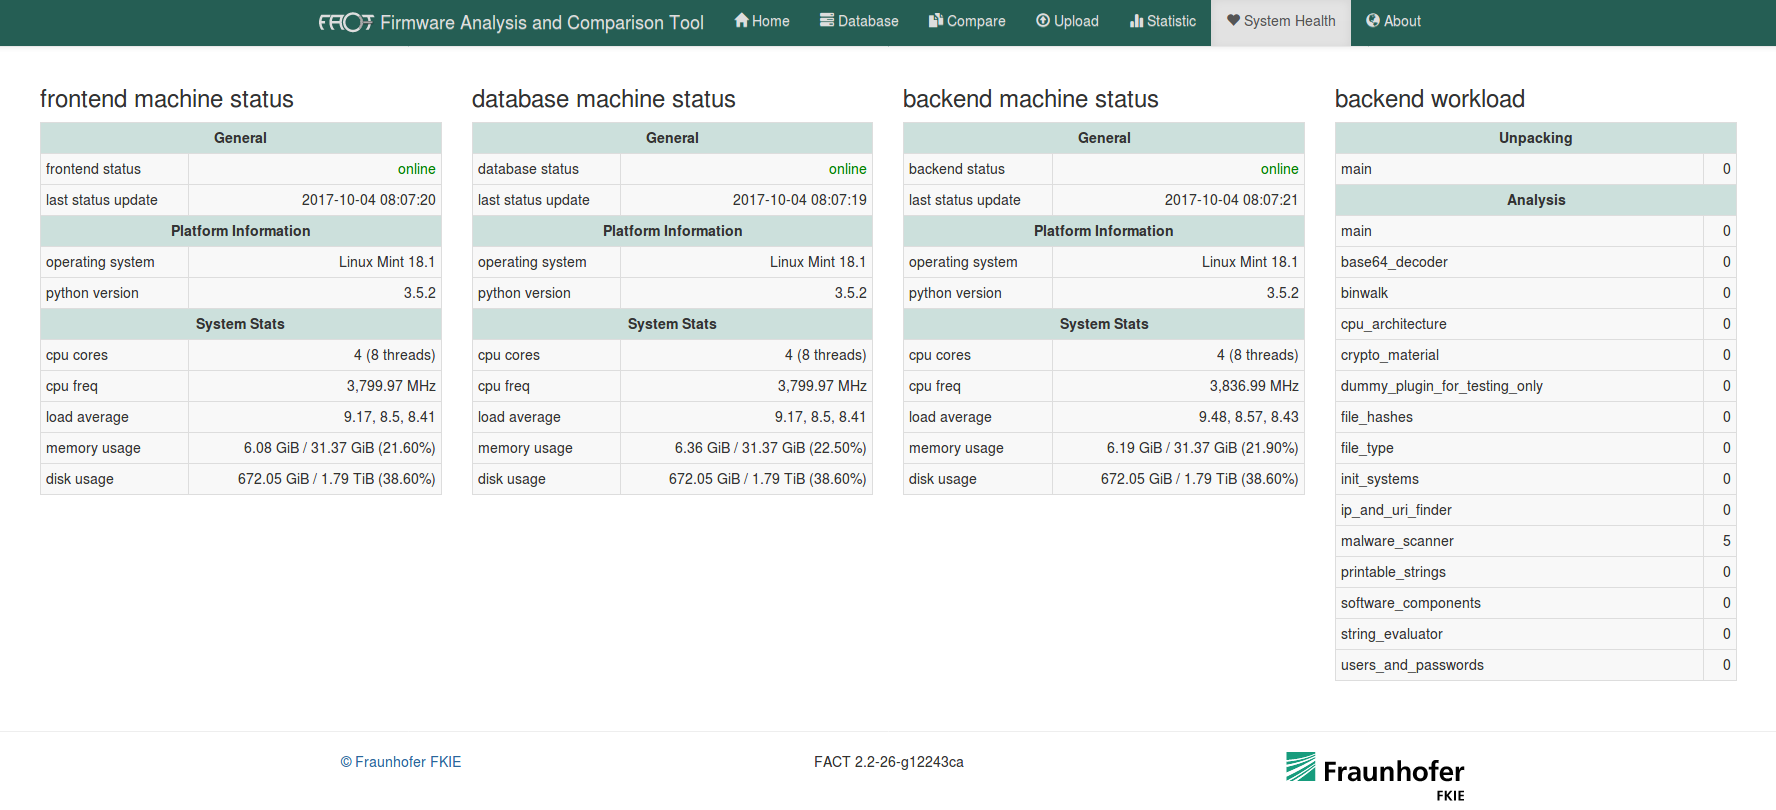 FACT Firmware Analysis and Comparison Tool Home Database Compare Upload Statistic System Health About
frontend machine status
General
frontend status online
last status update 2017-10-04 08:07:20
Platform Information
operating system Linux Mint 18.1
python version 3.5.2
System Stats
cpu cores 4 (8 threads)
cpu freq 3,799.97 MHz
load average 9.17, 8.5, 8.41
memory usage 6.08 GiB / 31.37 GiB (21.60%)
disk usage 672.05 GiB / 1.79 TiB (38.60%)
database machine status
General
database status online
last status update 2017-10-04 08:07:19
Platform Information
operating system Linux Mint 18.1
python version 3.5.2
System Stats
cpu cores 4 (8 threads)
cpu freq 3,799.97 MHz
load average 9.17, 8.5, 8.41
memory usage 6.36 GiB / 31.37 GiB (22.50%)
disk usage 672.05 GiB / 1.79 TiB (38.60%)
backend machine status
General
backend status online
last status update 2017-10-04 08:07:21
Platform Information
operating system Linux Mint 18.1
python version 3.5.2
System Stats
cpu cores 4 (8 threads)
cpu freq 3,836.99 MHz
load average 9.48, 8.57, 8.43
memory usage 6.19 GiB / 31.37 GiB (21.90%)
disk usage 672.05 GiB / 1.79 TiB (38.60%)
backend workload
Unpacking
main 0
Analysis
main 0
base64_decoder 0
binwalk 0
cpu_architecture 0
crypto_material 0
dummy_plugin_for_testing_only 0
file_hashes 0
file_type 0
init_systems 0
ip_and_uri_finder 0
malware_scanner 5
printable_strings 0
software_components 0
string_evaluator 0
users_and_passwords 0
© Fraunhofer FKIE
FACT 2.2-26-g12243ca
Fraunhofer
FKIE